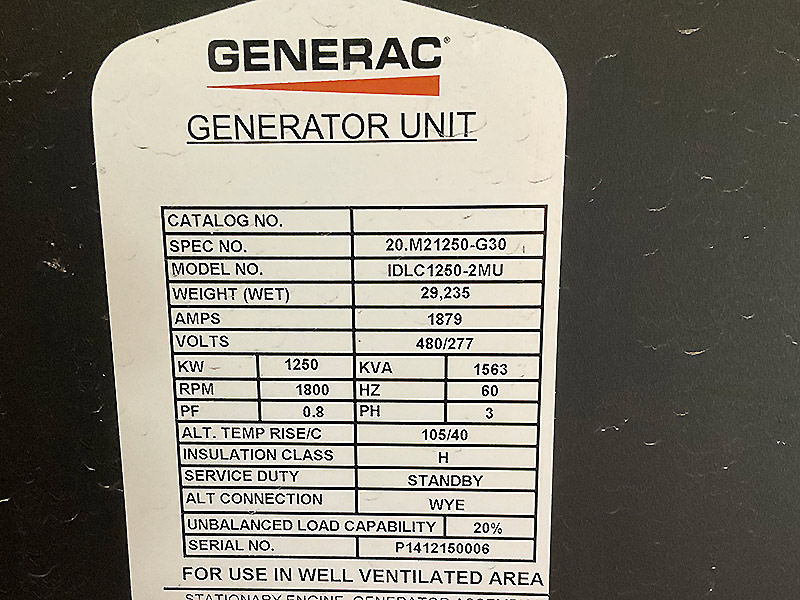 GENERAC®
GENERATOR UNIT
CATALOG NO.
SPEC NO. 20.M21250-G30
MODEL NO. IDLC1250-2MU
WEIGHT (WET) 29,235
AMPS 1879
VOLTS 480/277
KW 1250 KVA 1563
RPM 1800 HZ 60
PF 0.8 PH 3
ALT. TEMP RISE/C 105/40
INSULATION CLASS H
SERVICE DUTY STANDBY
ALT CONNECTION WYE
UNBALANCED LOAD CAPABILITY 20%
SERIAL NO. P1412150006
FOR USE IN WELL VENTILATED AREA
STATIONARY ENGINE GENERATOR